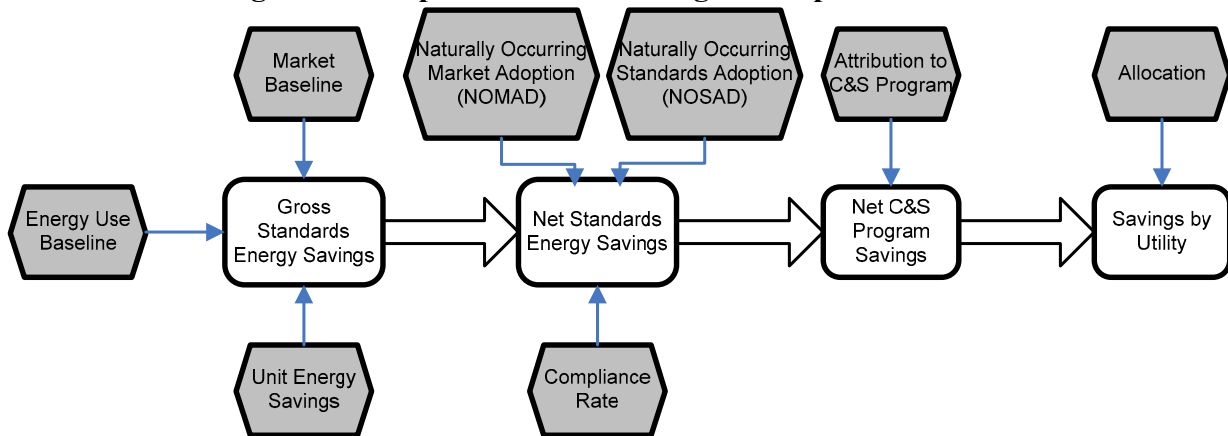 Market
Baseline
Naturally Occurring
Market Adoption
(NOMAD)
Naturally Occurring
Standards Adoption
(NOSAD)
Attribution to
C&S Program
Allocation
Energy Use
Baseline
Gross
Standards
Energy Savings
Net Standards
Energy Savings
Net C&S
Program
Savings
Savings by
Utility
Unit Energy
Savings
Compliance
Rate